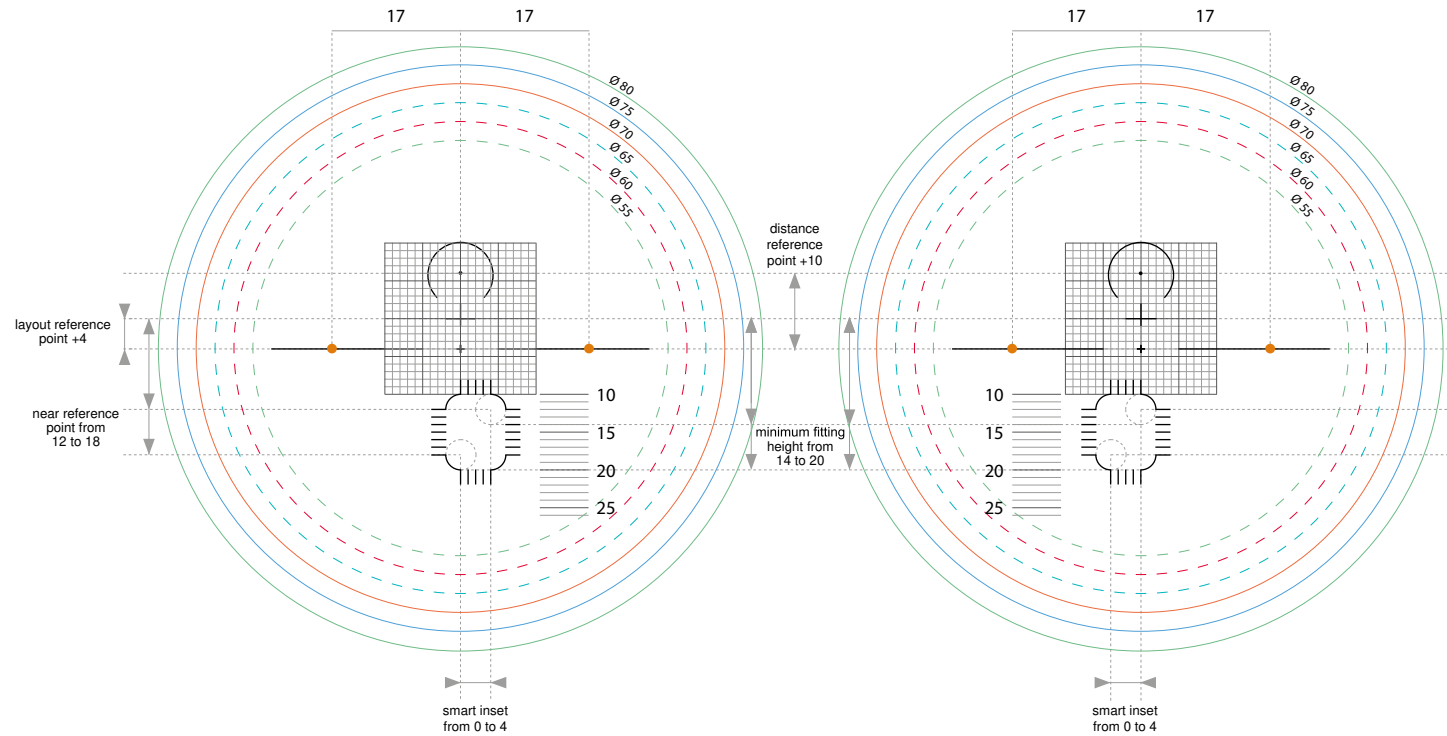 17 17
17 17
Ø 80
Ø 75
Ø 70
Ø 65
Ø 60
Ø 55
Ø 80
Ø 75
Ø 70
Ø 65
Ø 60
Ø 55
distance
reference
point +10
layout reference
point +4
near reference
point from
12 to 18
10
15
20
25
minimum fitting
height from
14 to 20
10
15
20
25
smart inset
from 0 to 4
smart inset
from 0 to 4